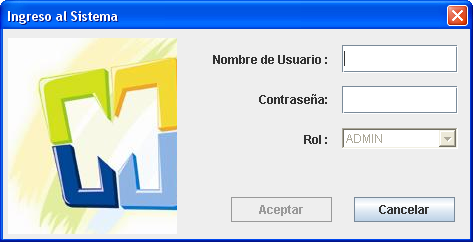 Ingreso al Sistema
Nombre de Usuario :
Contraseña:
Rol : ADMIN
Aceptar Cancelar